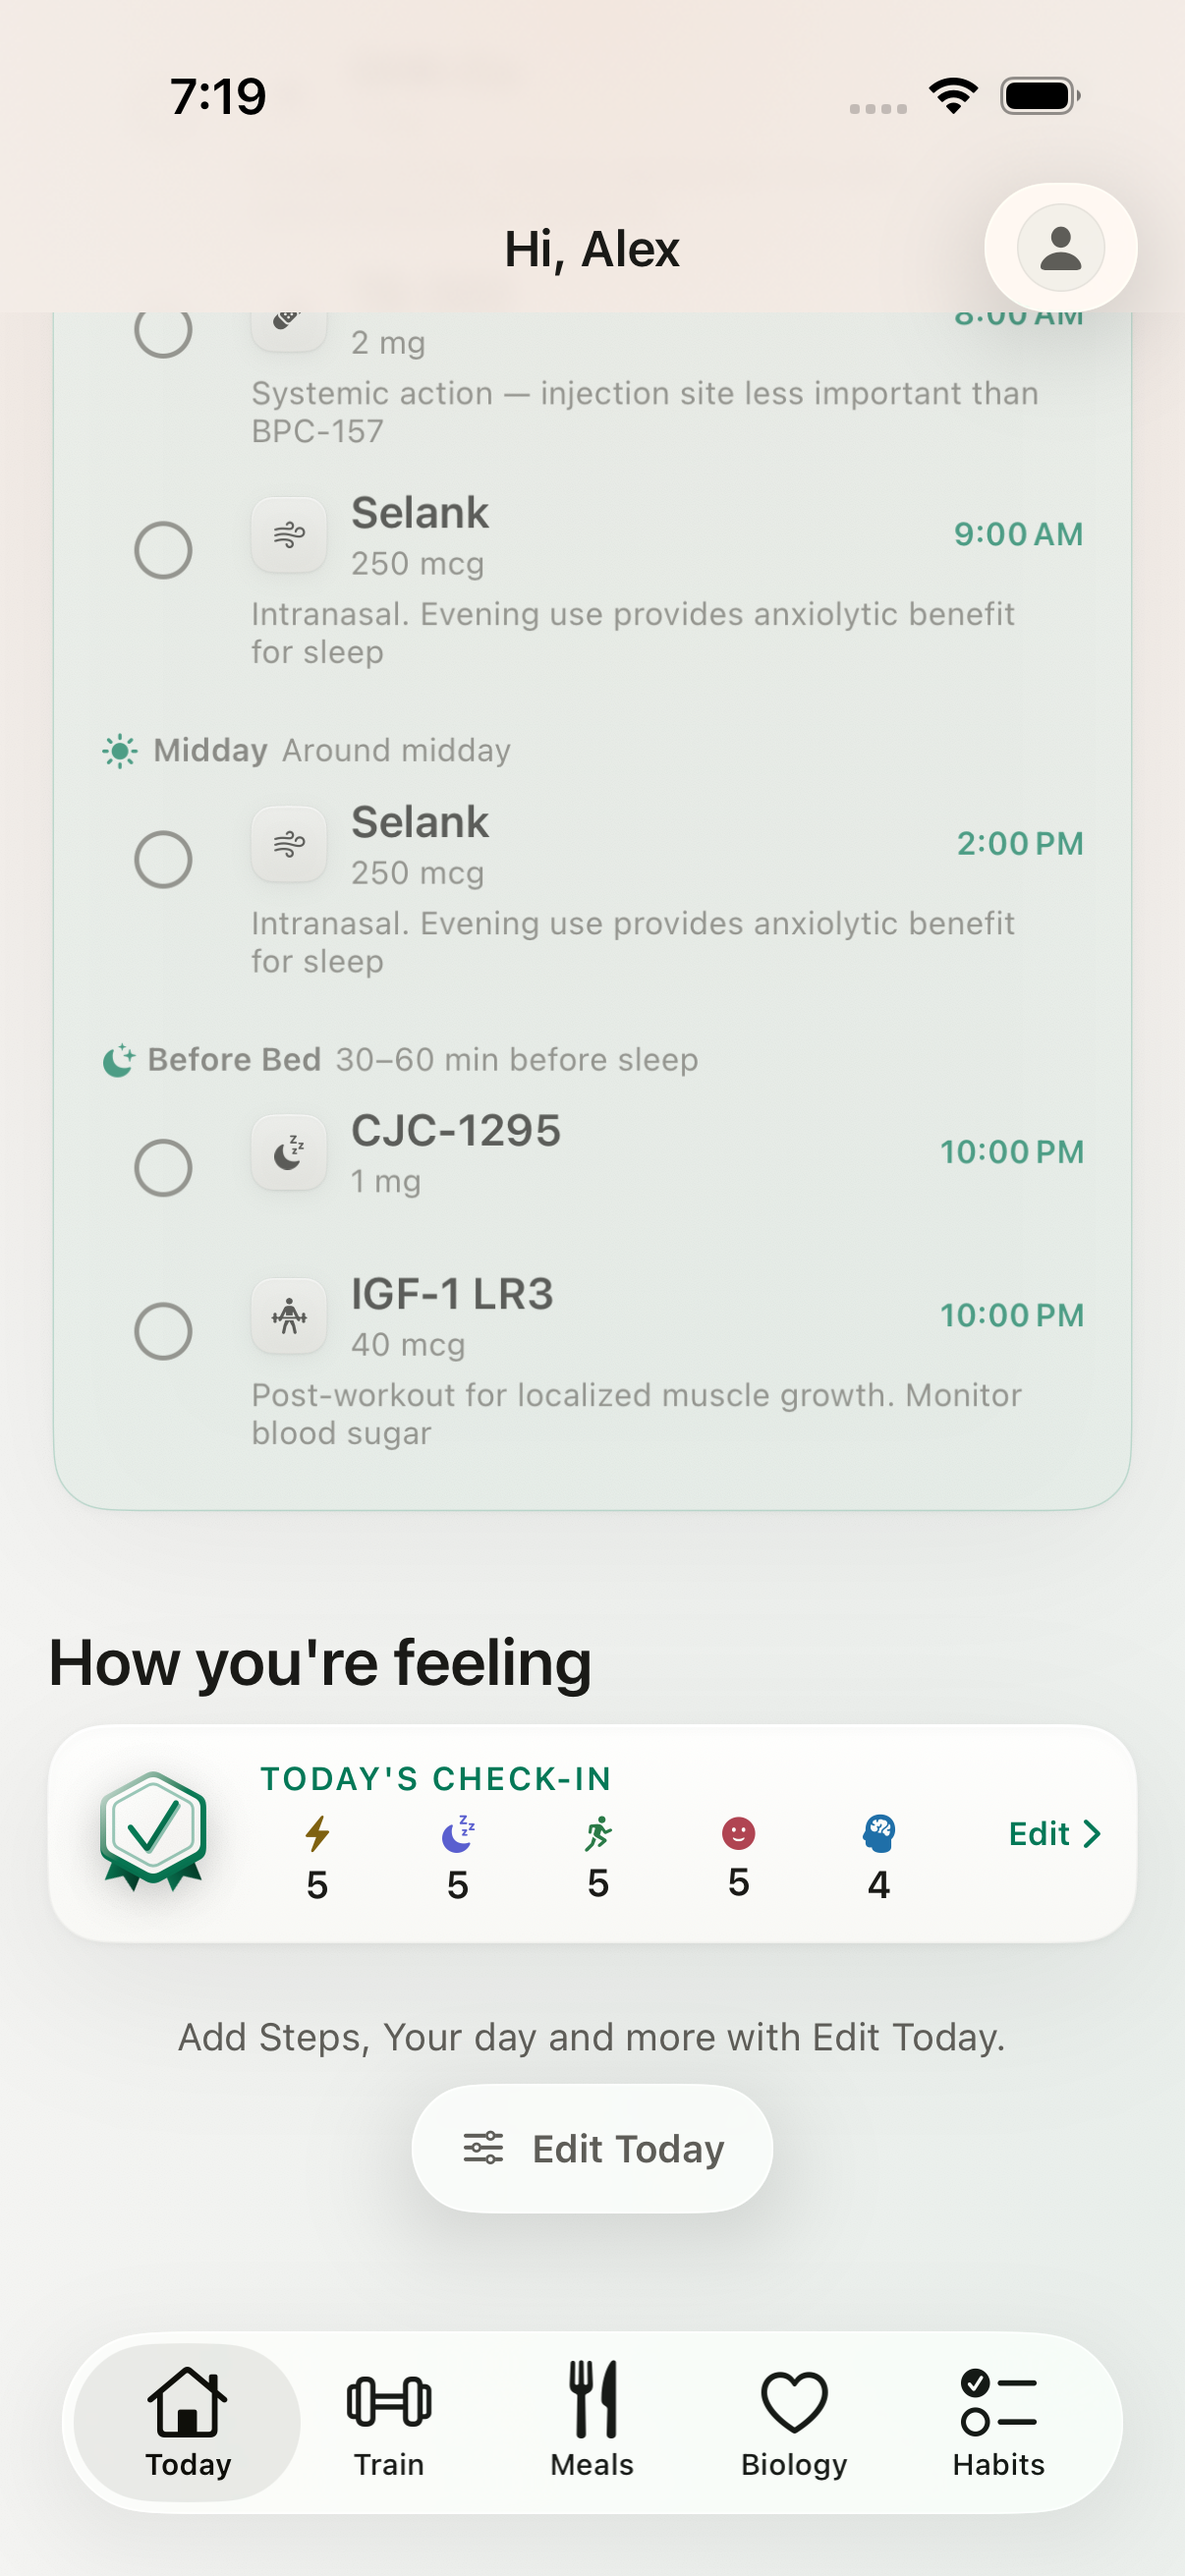 7:19
Hi, Alex
8:00 AM
2 mg
Systemic action — injection site less important than
BPC-157
Selank
9:00 AM
250 mcg
Intranasal. Evening use provides anxiolytic benefit
for sleep
Midday Around midday
Selank
2:00 PM
250 mcg
Intranasal. Evening use provides anxiolytic benefit
for sleep
Before Bed 30–60 min before sleep
CJC-1295
10:00 PM
1 mg
IGF-1 LR3
10:00 PM
40 mcg
Post-workout for localized muscle growth. Monitor
blood sugar
How you're feeling
TODAY'S CHECK-IN
5 5 5 5 4
Edit
Add Steps, Your day and more with Edit Today.
Edit Today
Today Train Meals Biology Habits